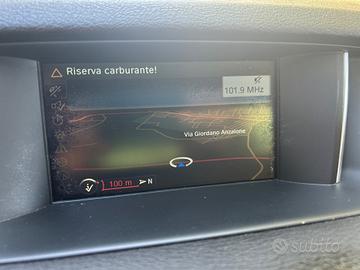 Riserva carburante!
101.9 MHz
Via Giordano Anzalone
100 m
N
subito